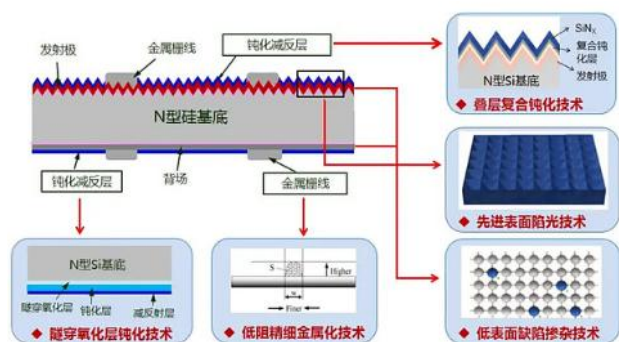 发射极
金属栅线
钝化减反层
N型硅基底
钝化减反层
背场
金属栅线
SiNX
复合钝
化层
发射极
N型Si基底
◆ 叠层复合钝化技术
◆ 先进表面陷光技术
◆ 低表面缺陷掺杂技术
N型Si基底
隧穿氧化层
钝化层
减反射层
◆ 隧穿氧化层钝化技术
S
Higher
w
Finer
◆ 低阻精细金属化技术